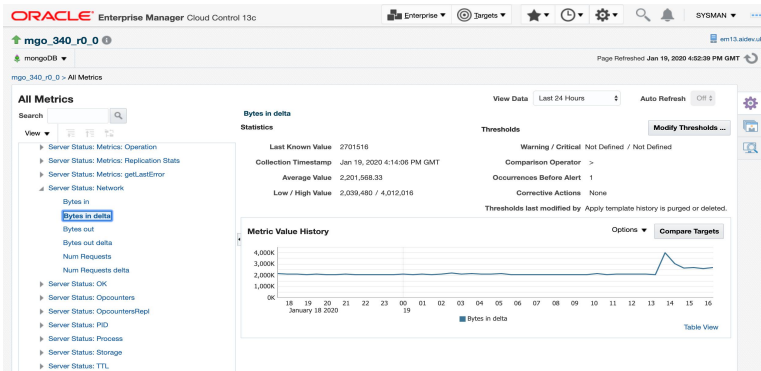 ORACLE® Enterprise Manager Cloud Control 13c
Enterprise ▼ Targets ▼ SYSMAN ▼
mgo_340_r0_0
em13.aidev.ul
mongoDB ▼
Page Refreshed Jan 19, 2020 4:52:39 PM GMT
mgo_340_r0_0 > All Metrics
All Metrics
View Data Last 24 Hours Auto Refresh Off
Search
View ▼
Server Status: Metrics: Operation
Server Status: Metrics: Replication Stats
Server Status: Metrics: getLastError
Server Status: Network
Bytes in
Bytes in delta
Bytes out
Bytes out delta
Num Requests
Num Requests delta
Server Status: OK
Server Status: Opcounters
Server Status: OpcountersRepl
Server Status: PID
Server Status: Process
Server Status: Storage
Server Status: TTL
Bytes in delta
Statistics
Last Known Value 2701516
Collection Timestamp Jan 19, 2020 4:14:06 PM GMT
Average Value 2,201,568.33
Low / High Value 2,039,480 / 4,012,016
Thresholds
Modify Thresholds ...
Warning / Critical Not Defined / Not Defined
Comparison Operator >
Occurrences Before Alert 1
Corrective Actions None
Thresholds last modified by Apply template history is purged or deleted.
Metric Value History
Options ▼ Compare Targets
4,000K
3,000K
2,000K
1,000K
0K
18 19 20 21 22 23 00 01 02 03 04 05 06 07 08 09 10 11 12 13 14 15 16
January 18 2020 19
Bytes in delta
Table View